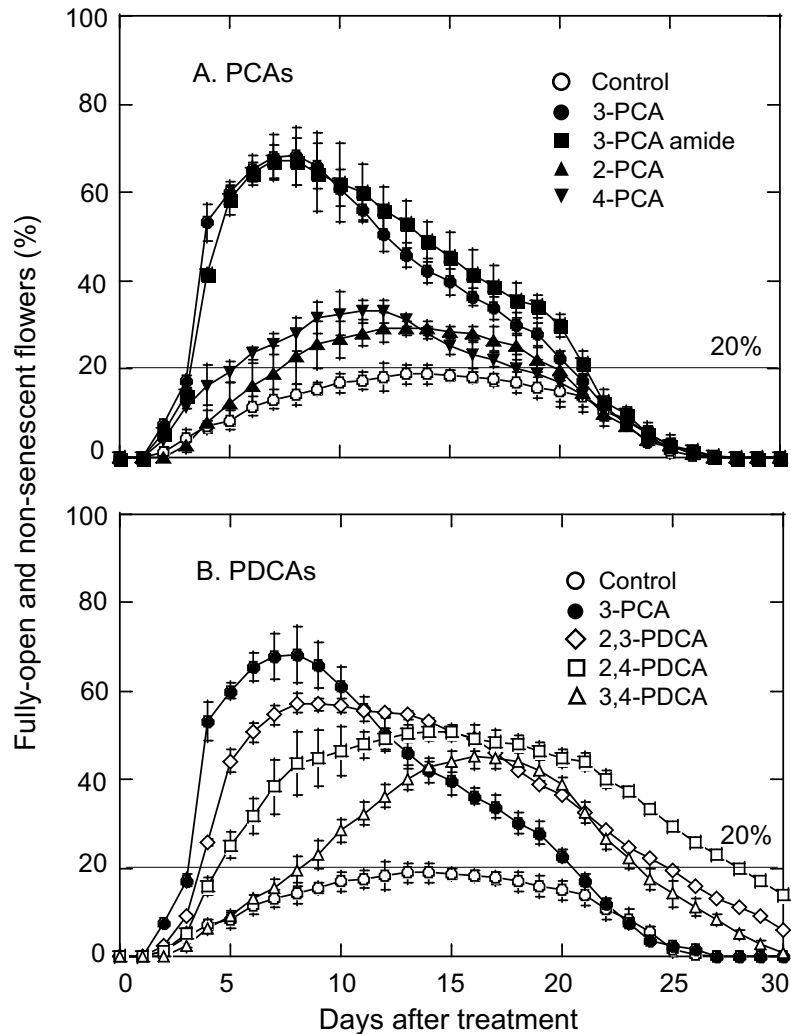 Fully-open and non-senescent flowers (%)
100
80
60
40
20
0
A. PCAs
Control
3-PCA
3-PCA amide
2-PCA
4-PCA
20%
100
80
60
40
20
0
B. PDCAs
Control
3-PCA
2,3-PDCA
2,4-PDCA
3,4-PDCA
20%
0 5 10 15 20 25 30
Days after treatment